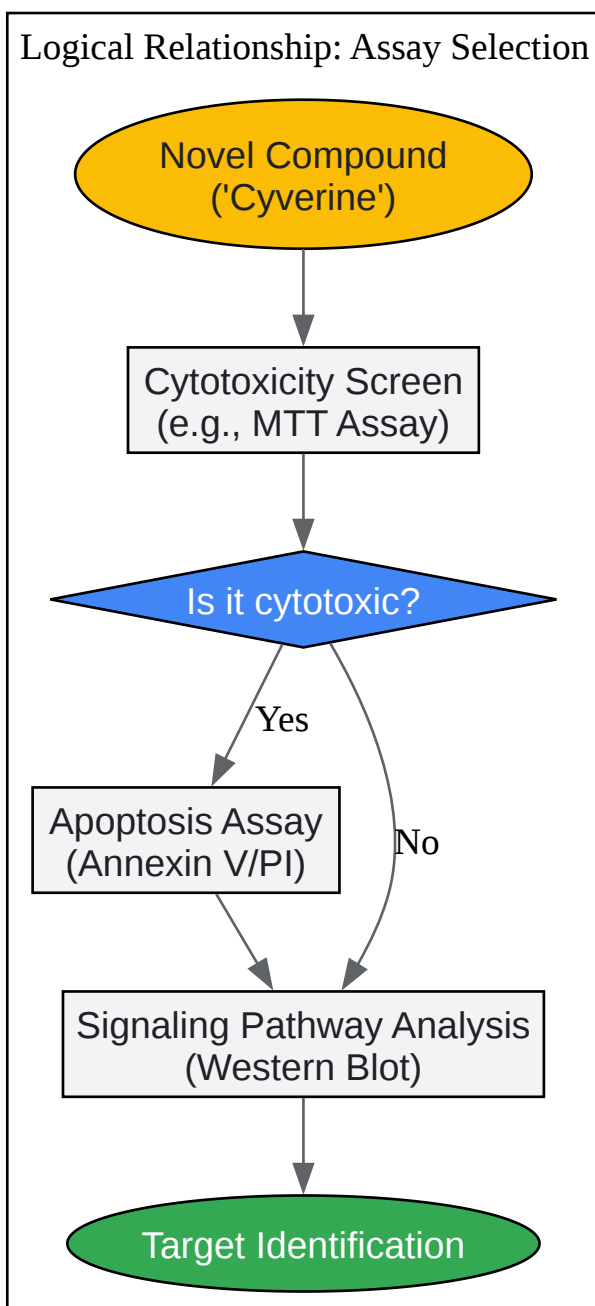 Logical Relationship: Assay Selection
Novel Compound
('Cyverine')
Cytotoxicity Screen
(e.g., MTT Assay)
Is it cytotoxic?
Yes
Apoptosis Assay
(Annexin V/PI)
No
Signaling Pathway Analysis
(Western Blot)
Target Identification